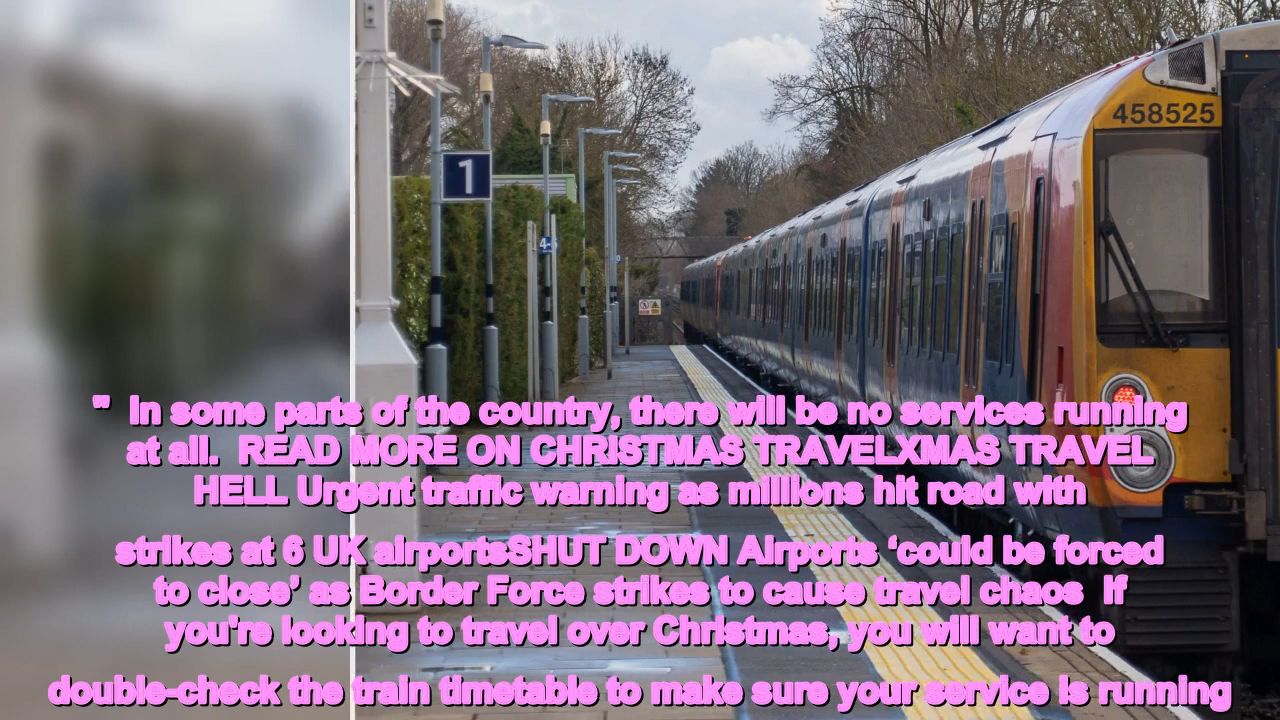 458525
1
4-5
" In some parts of the country, there will be no services running
at all. READ MORE ON CHRISTMAS TRAVELXMAS TRAVEL
HELL Urgent traffic warning as millions hit road with
strikes at 6 UK airportsSHUT DOWN Airports ‘could be forced
to close’ as Border Force strikes to cause travel chaos If
you're looking to travel over Christmas, you will want to
double-check the train timetable to make sure your service is running